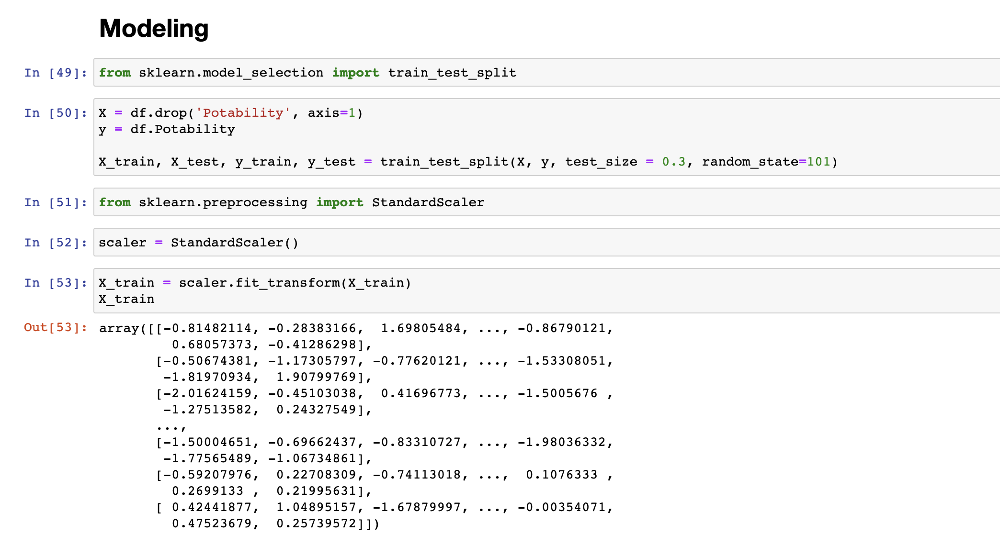 Modeling
In [49]: from sklearn.model_selection import train_test_split
In [50]: X = df.drop('Potability', axis=1)
y = df.Potability
X_train, X_test, y_train, y_test = train_test_split(X, y, test_size = 0.3, random_state=101)
In [51]: from sklearn.preprocessing import StandardScaler
In [52]: scaler = StandardScaler()
In [53]: X_train = scaler.fit_transform(X_train)
X_train
Out[53]: array([[-0.81482114, -0.28383166,  1.69805484, ..., -0.86790121,
0.68057373, -0.41286298],
[-0.50674381, -1.17305797, -0.77620121, ..., -1.53308051,
-1.81970934,  1.90799769],
[-2.01624159, -0.45103038,  0.41696773, ..., -1.5005676 ,
-1.27513582,  0.24327549],
...,
[-1.50004651, -0.69662437, -0.83310727, ..., -1.98036332,
-1.77565489, -1.06734861],
[-0.59207976,  0.22708309, -0.74113018, ...,  0.1076333 ,
0.2699133 ,  0.21995631],
[ 0.42441877,  1.04895157, -1.67879997, ..., -0.00354071,
0.47523679,  0.25739572]])